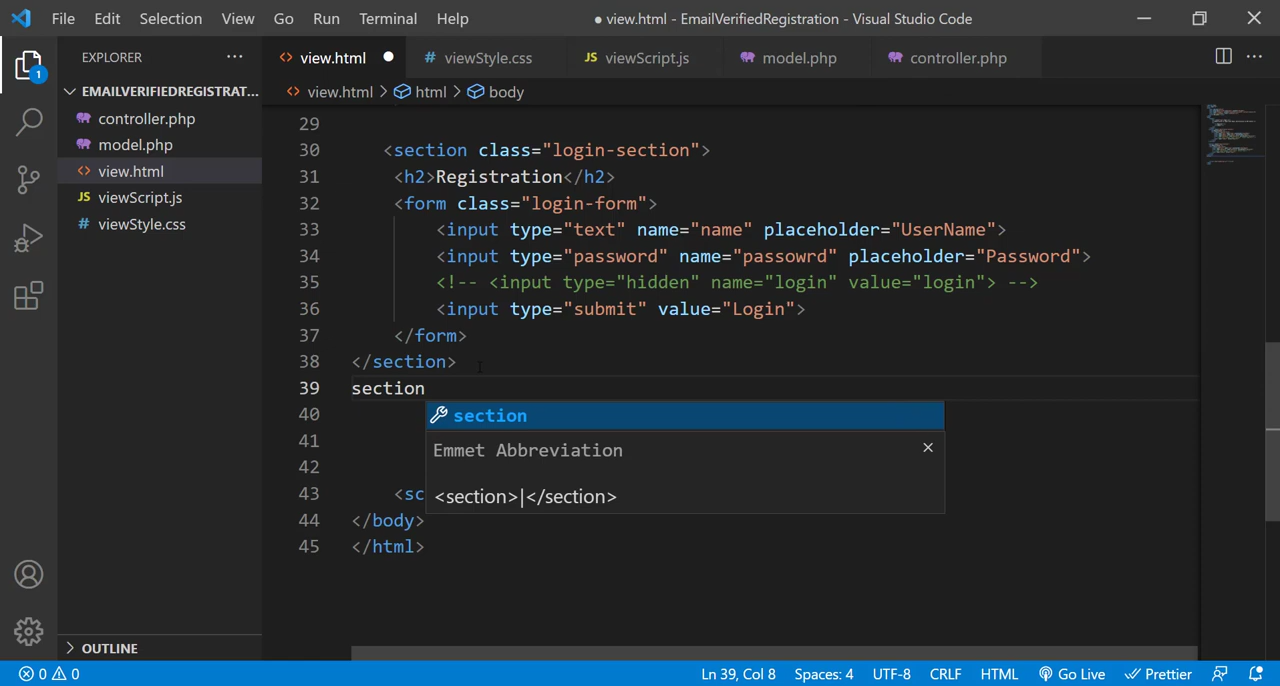 File Edit Selection View Go Run Terminal Help ● view.html - EmailVerifiedRegistration - Visual Studio Code
EXPLORER ··· <> view.html ● # viewStyle.css JS viewScript.js model.php controller.php ···
EMAILVERIFIEDREGISTRAT... <> view.html > html > body
1
controller.php
model.php
<> view.html
JS viewScript.js
# viewStyle.css
29
30 <section class="login-section">
31 <h2>Registration</h2>
32 <form class="login-form">
33 <input type="text" name="name" placeholder="UserName">
34 <input type="password" name="passowrd" placeholder="Password">
35 <!-- <input type="hidden" name="login" value="login"> -->
36 <input type="submit" value="Login">
37 </form>
38 </section>
39 section
40 section
41 Emmet Abbreviation
42
43 <sc <section>|</section>
44 </body>
45 </html>
> OUTLINE
0 0 Ln 39, Col 8 Spaces: 4 UTF-8 CRLF HTML Go Live Prettier